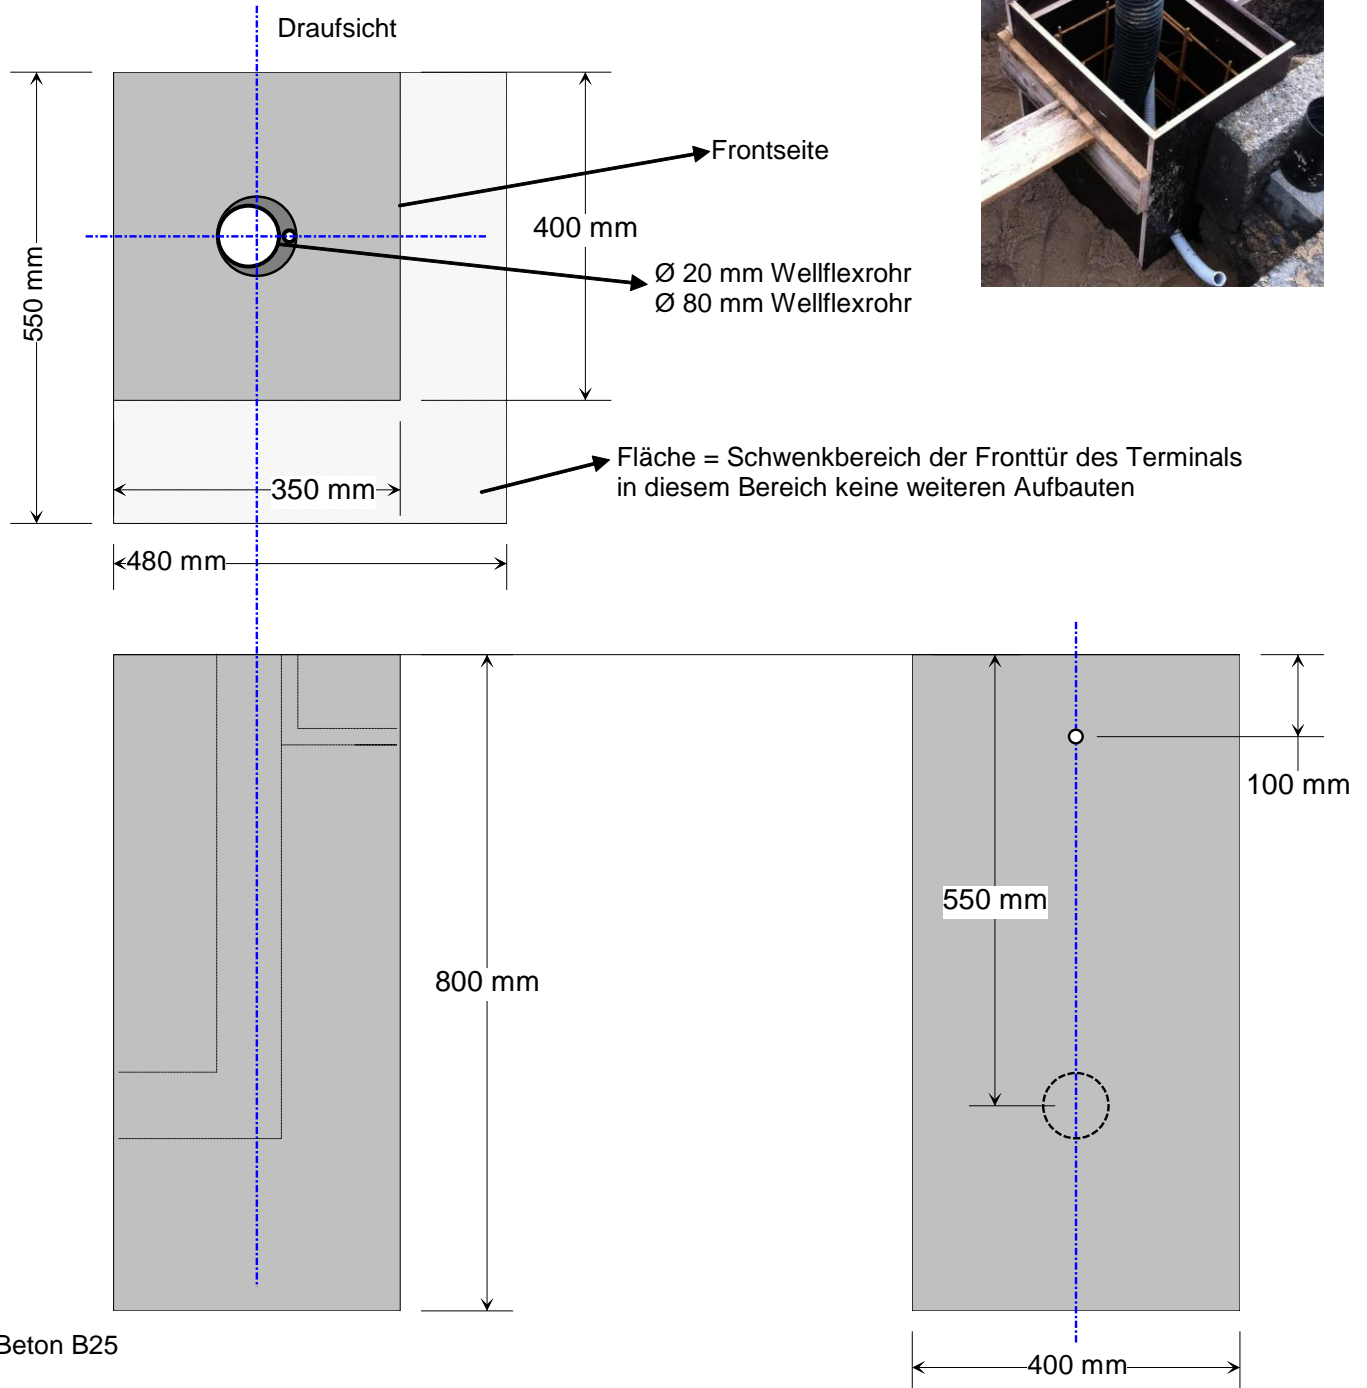 Draufsicht
Frontseite
400 mm
550 mm
Ø 20 mm Wellflexrohr
Ø 80 mm Wellflexrohr
Fläche = Schwenkbereich der Fronttür des Terminals
in diesem Bereich keine weiteren Aufbauten
350 mm
480 mm
100 mm
550 mm
800 mm
Beton B25
400 mm